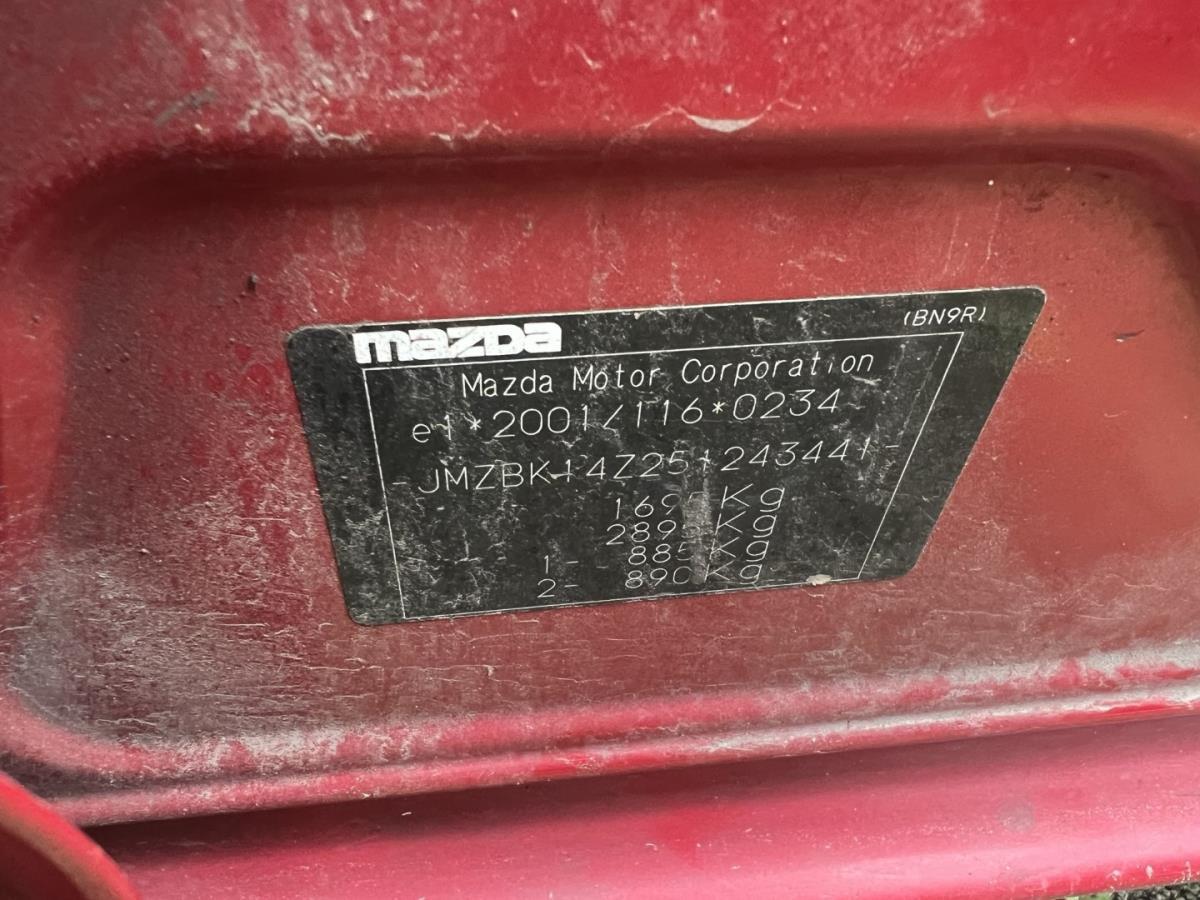 mazda
(BN9R)
Mazda Motor Corporation
e1*2001/116*0234
-JMZBK14Z251243441-
Kg
Kg
1- 885 Kg
2- 890 Kg